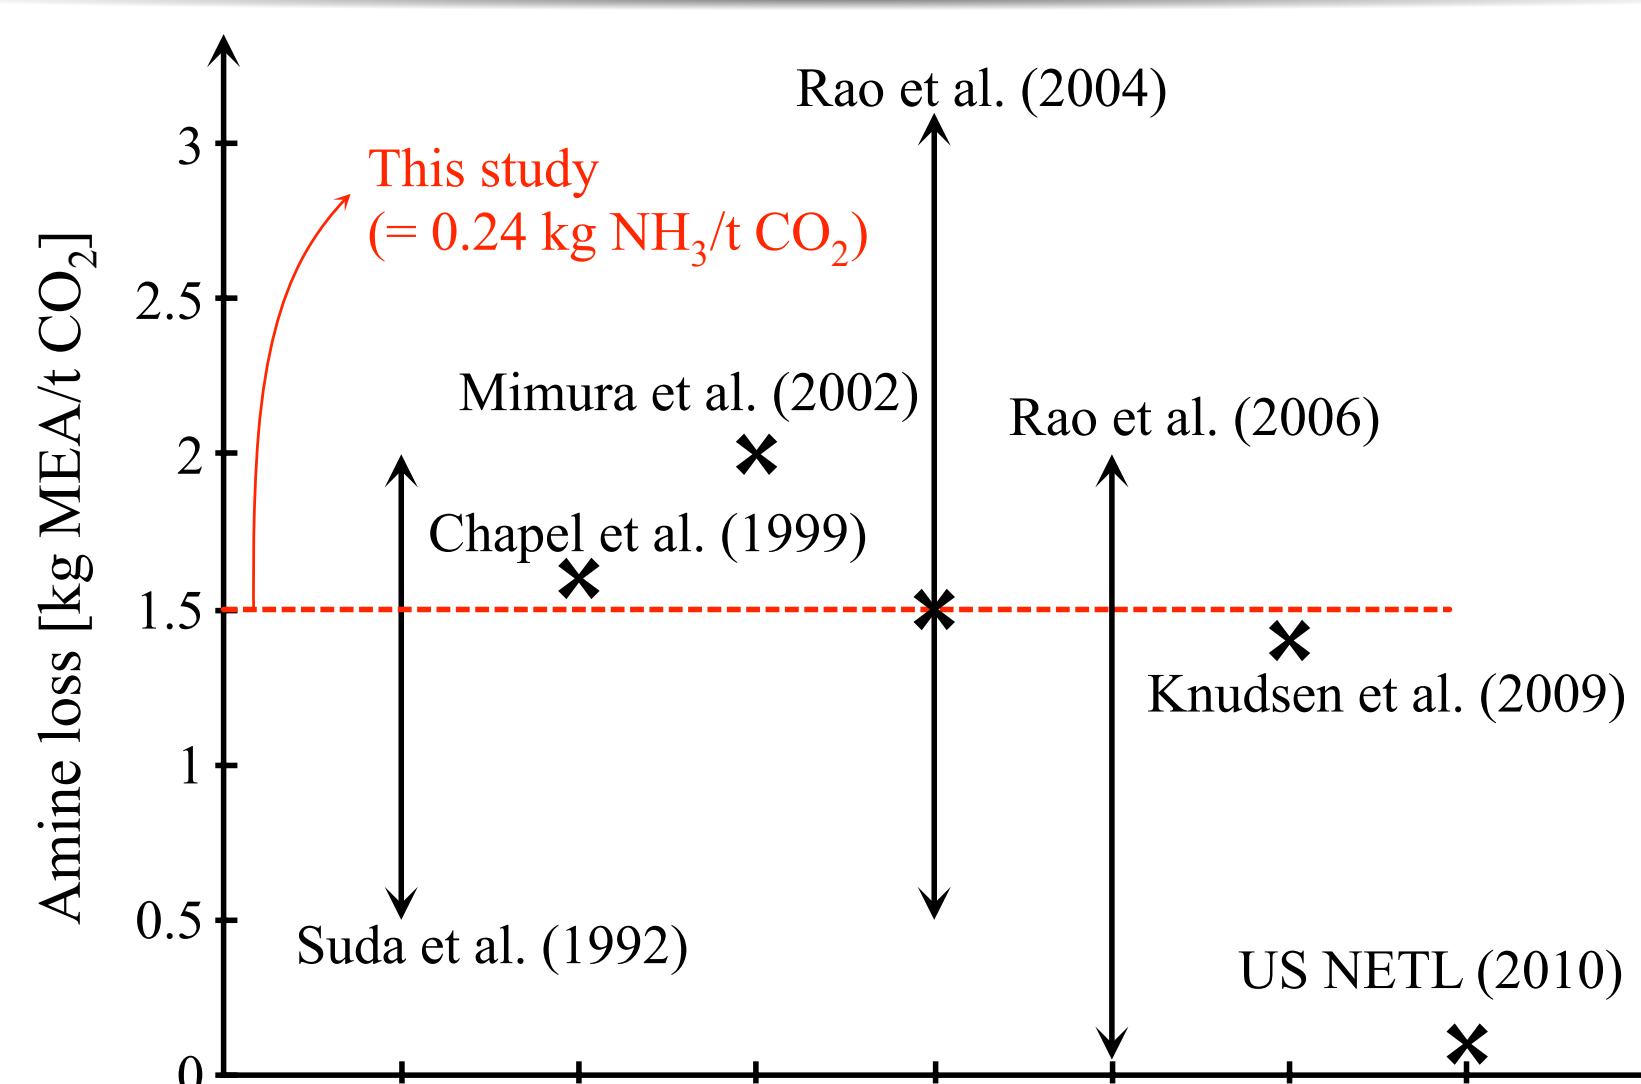 Rao et al. (2004)
3
This study
(= 0.24 kg NH₃/t CO₂)
2.5
Mimura et al. (2002)
Rao et al. (2006)
2
Chapel et al. (1999)
1.5
Knudsen et al. (2009)
1
0.5
Suda et al. (1992)
US NETL (2010)
0
Amine loss [kg MEA/t CO₂]